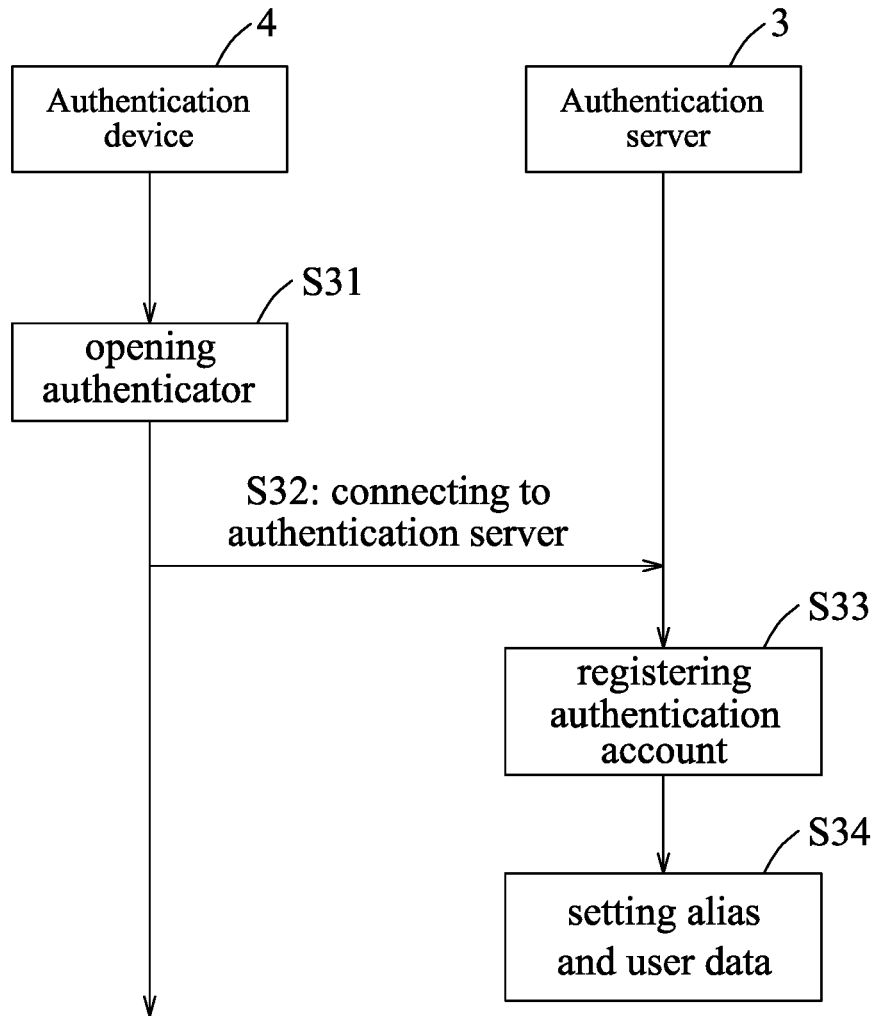 4
3
Authentication
device
Authentication
server
S31
opening
authenticator
S32: connecting to
authentication server
S33
registering
authentication
account
S34
setting alias
and user data